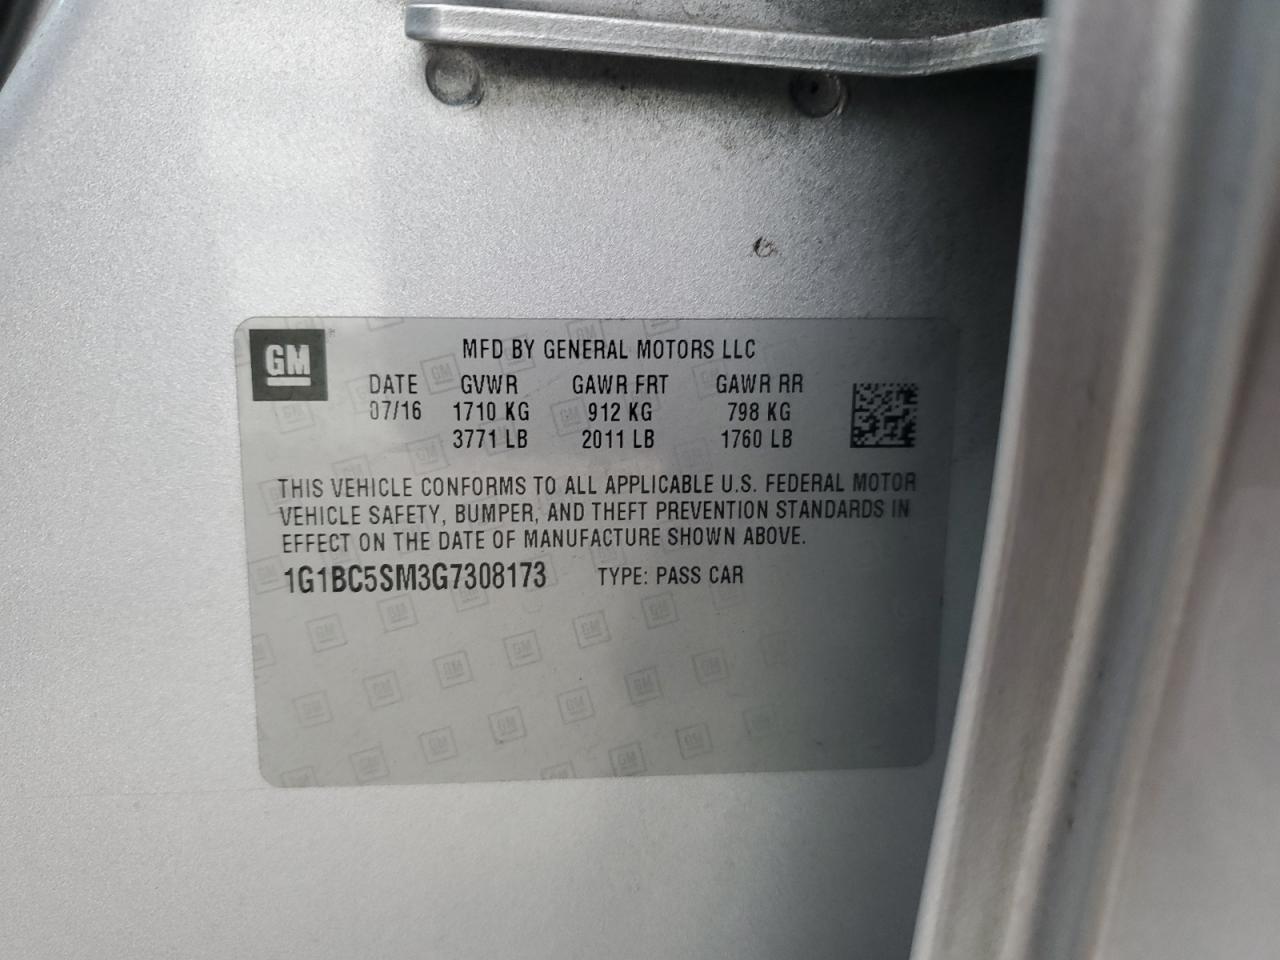 GM
MFD BY GENERAL MOTORS LLC
DATE GVWR GAWR FRT GAWR RR
07/16 1710 KG 912 KG 798 KG
3771 LB 2011 LB 1760 LB
THIS VEHICLE CONFORMS TO ALL APPLICABLE U.S. FEDERAL MOTOR
VEHICLE SAFETY, BUMPER, AND THEFT PREVENTION STANDARDS IN
EFFECT ON THE DATE OF MANUFACTURE SHOWN ABOVE.
1G1BC5SM3G7308173 TYPE: PASS CAR